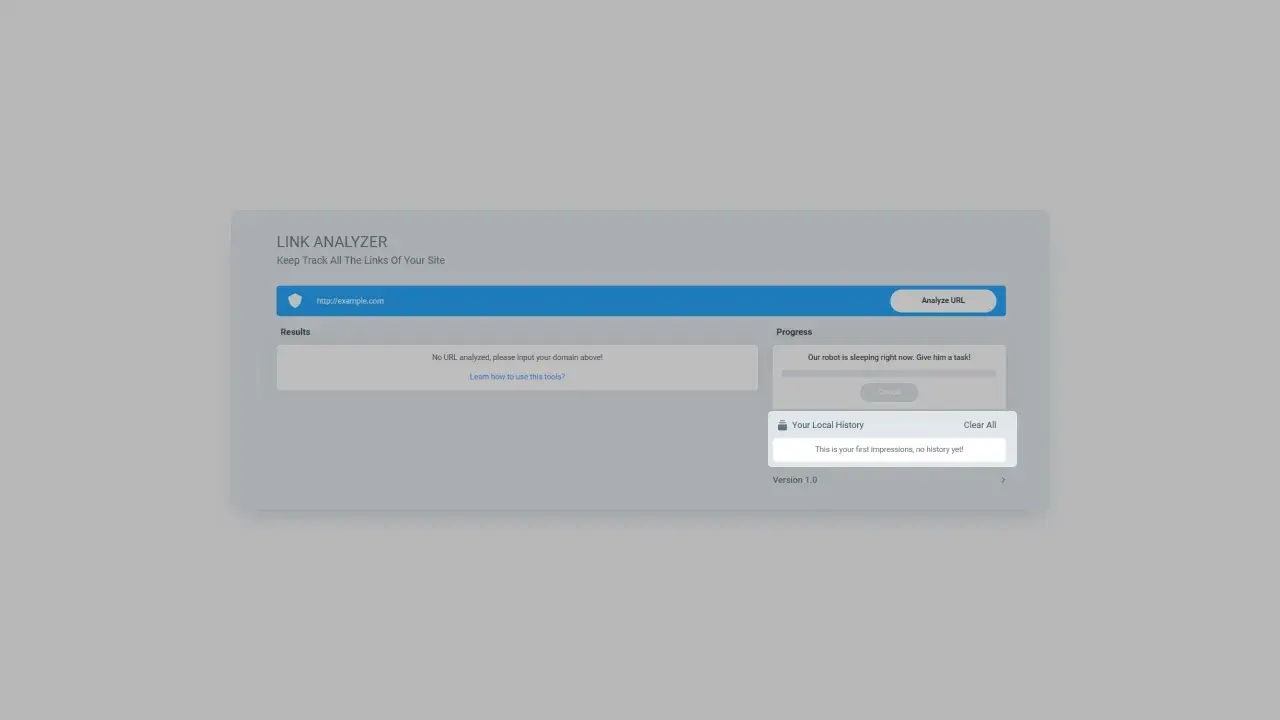 LINK ANALYZER
Keep Track All The Links Of Your Site
http://example.com
Analyze URL
Results
Progress
No URL analyzed, please input your domain above!
Learn how to use this tools?
Our robot is sleeping right now. Give him a task!
Cancel
Your Local History
Clear All
This is your first impressions, no history yet!
Version 1.0